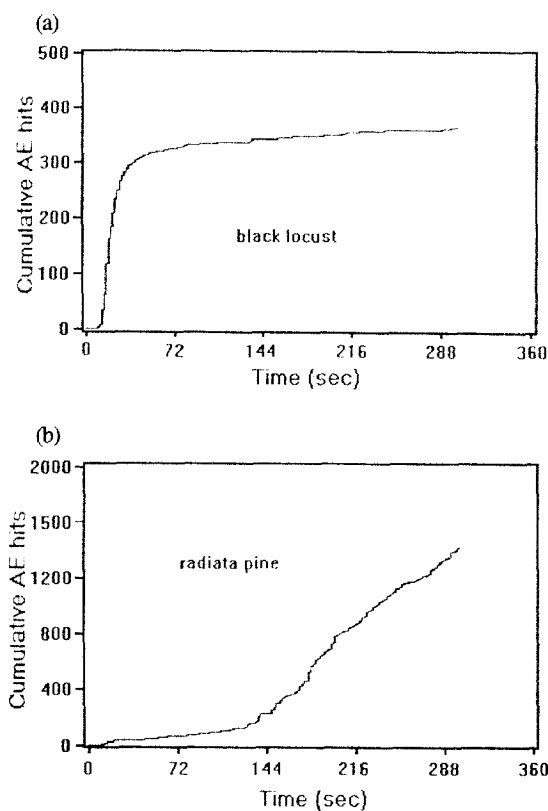 (a)
500
400
300
200
100
0
Cumulative AE hits
black locust
0 72 144 216 288 360
Time (sec)
(b)
2000
1500
1200
800
400
0
Cumulative AE hits
radiata pine
0 72 144 216 288 360
Time (sec)